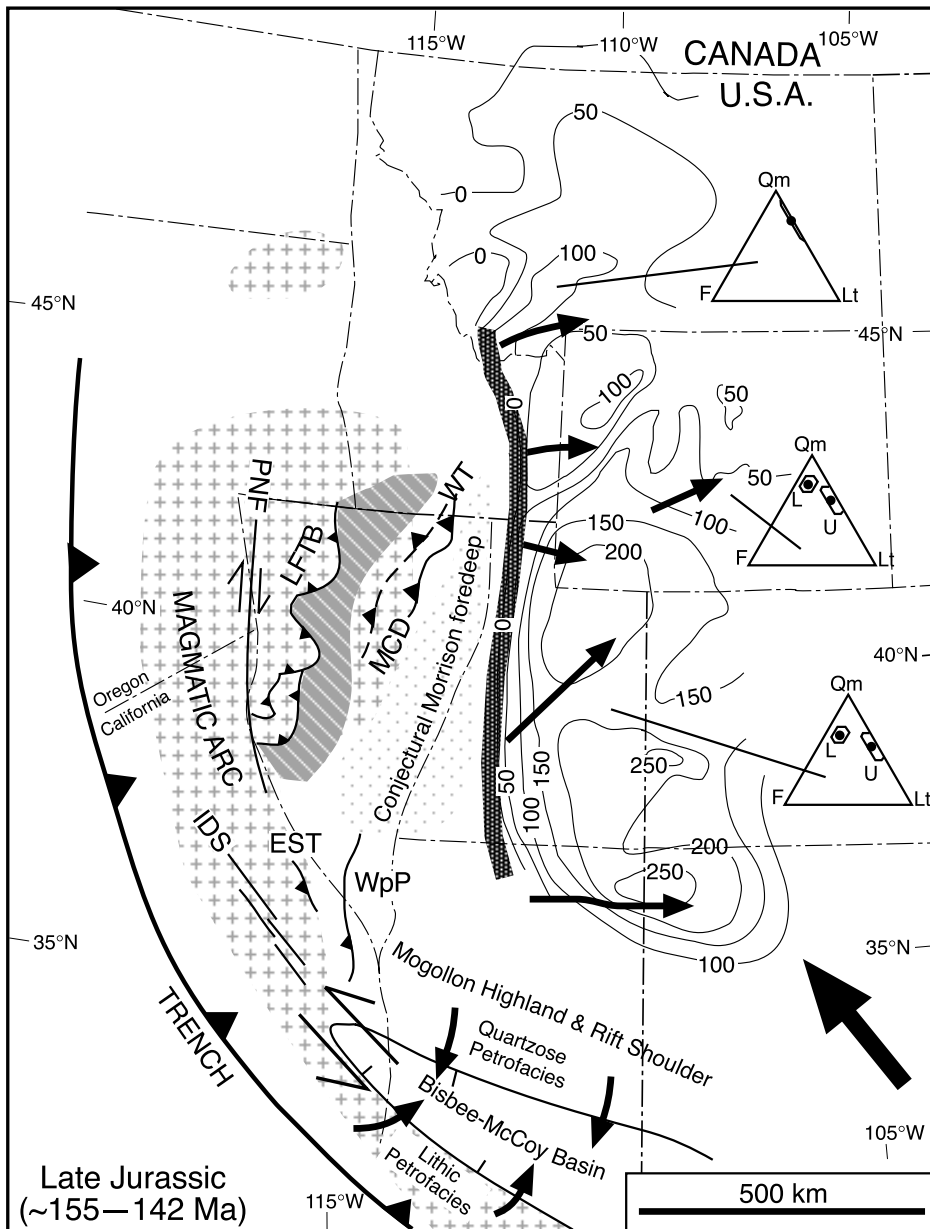 115°W
110°W
105°W
CANADA
U.S.A.
50
0
Qm
0
100
F
Lt
45°N
50
45°N
0
100
50
Qm
PNF
WT
50
L
U
LFTB
150
100
200
F
Lt
Conjectural Morrison foredeep
MCD
40°N
0
40°N
MAGMATIC ARC
Oregon
California
150
Qm
L
U
250
50
150
F
Lt
100
IDS
EST
200
WpP
250
35°N
35°N
100
Mogollon Highland & Rift Shoulder
TRENCH
Quartzose
Petrofacies
Bisbee-McCoy Basin
105°W
Lithic
Petrofacies
Late Jurassic
(~155—142 Ma)
115°W
500 km